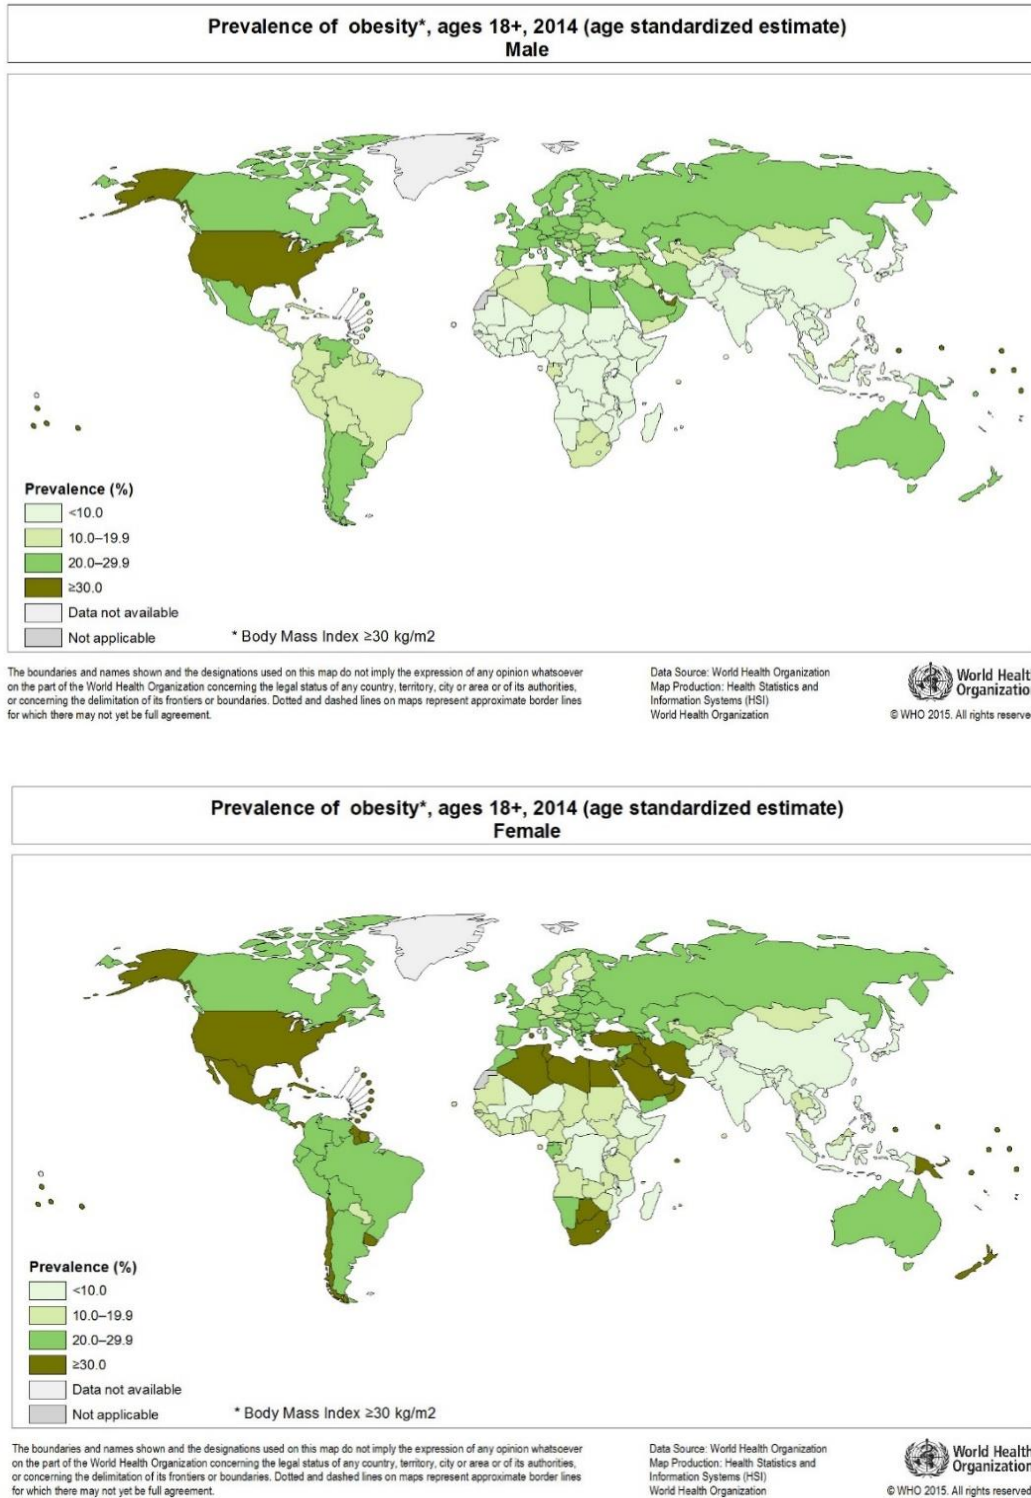 Prevalence of obesity*, ages 18+, 2014 (age standardized estimate)
Male
Prevalence (%)
<10.0
10.0–19.9
20.0–29.9
≥30.0
Data not available
Not applicable
* Body Mass Index ≥30 kg/m2
The boundaries and names shown and the designations used on this map do not imply the expression of any opinion whatsoever
on the part of the World Health Organization concerning the legal status of any country, territory, city or area or of its authorities,
or concerning the delimitation of its frontiers or boundaries. Dotted and dashed lines on maps represent approximate border lines
for which there may not yet be full agreement.
Data Source: World Health Organization
Map Production: Health Statistics and
Information Systems (HSI)
World Health Organization
World Health
Organization
© WHO 2015. All rights reserve
Prevalence of obesity*, ages 18+, 2014 (age standardized estimate)
Female
Prevalence (%)
<10.0
10.0–19.9
20.0–29.9
≥30.0
Data not available
Not applicable
* Body Mass Index ≥30 kg/m2
The boundaries and names shown and the designations used on this map do not imply the expression of any opinion whatsoever
on the part of the World Health Organization concerning the legal status of any country, territory, city or area or of its authorities,
or concerning the delimitation of its frontiers or boundaries. Dotted and dashed lines on maps represent approximate border lines
for which there may not yet be full agreement.
Data Source: World Health Organization
Map Production: Health Statistics and
Information Systems (HSI)
World Health Organization
World Health
Organization
© WHO 2015. All rights reserved